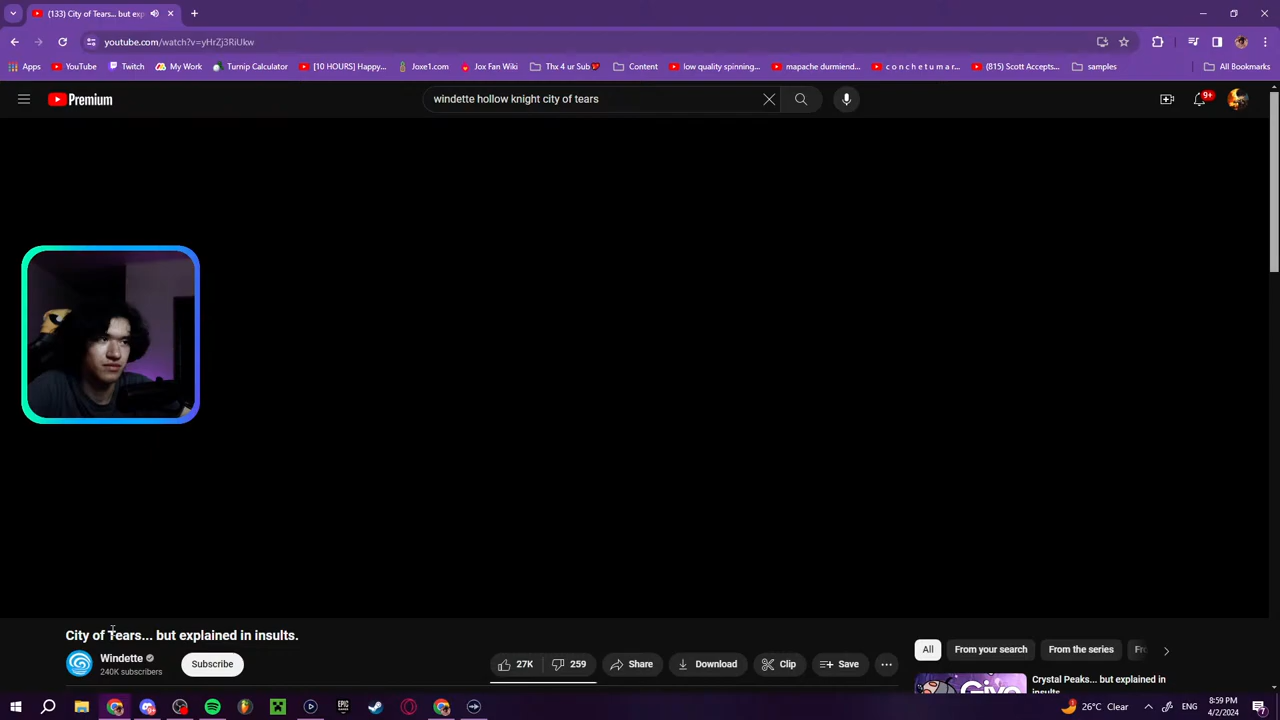 (133) City of Tears... but exp
youtube.com/watch?v=yHrZj3RiUkw
Apps
YouTube
Twitch
My Work
Turnip Calculator
[10 HOURS] Happy...
Joxe1.com
Jox Fan Wiki
Thx 4 ur Sub
Content
low quality spinning...
mapache durmiend...
c o n c h e t u m a r...
(815) Scott Accepts...
samples
All Bookmarks
Premium
windette hollow knight city of tears
9+
City of Tears... but explained in insults.
Windette
240K subscribers
Subscribe
27K
259
Share
Download
Clip
Save
All
From your search
From the series
Give
Crystal Peaks... but explained in
insults
EPIC
GAMES
26°C Clear
ENG
8:59 PM
4/2/2024